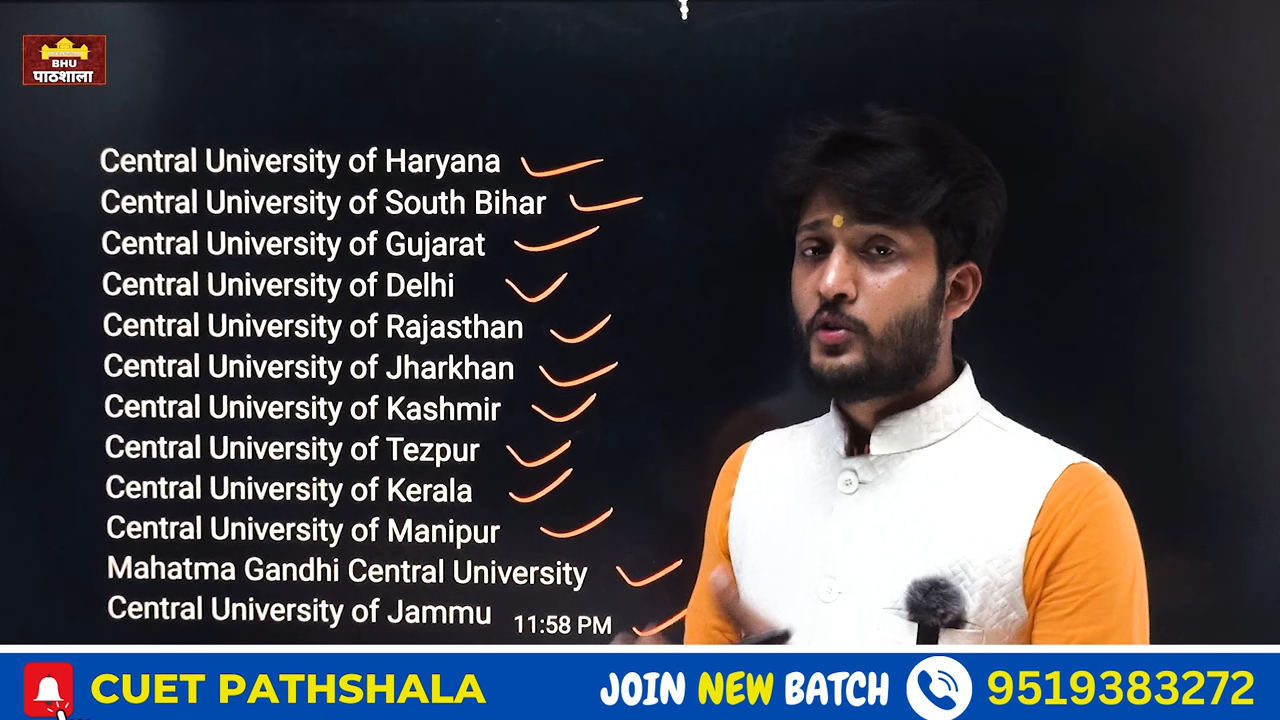 BHU
पाठशाला
Central University of Haryana
Central University of South Bihar
Central University of Gujarat
Central University of Delhi
Central University of Rajasthan
Central University of Jharkhan
Central University of Kashmir
Central University of Tezpur
Central University of Kerala
Central University of Manipur
Mahatma Gandhi Central University
Central University of Jammu 11:58 PM
CUET PATHSHALA JOIN NEW BATCH 9519383272